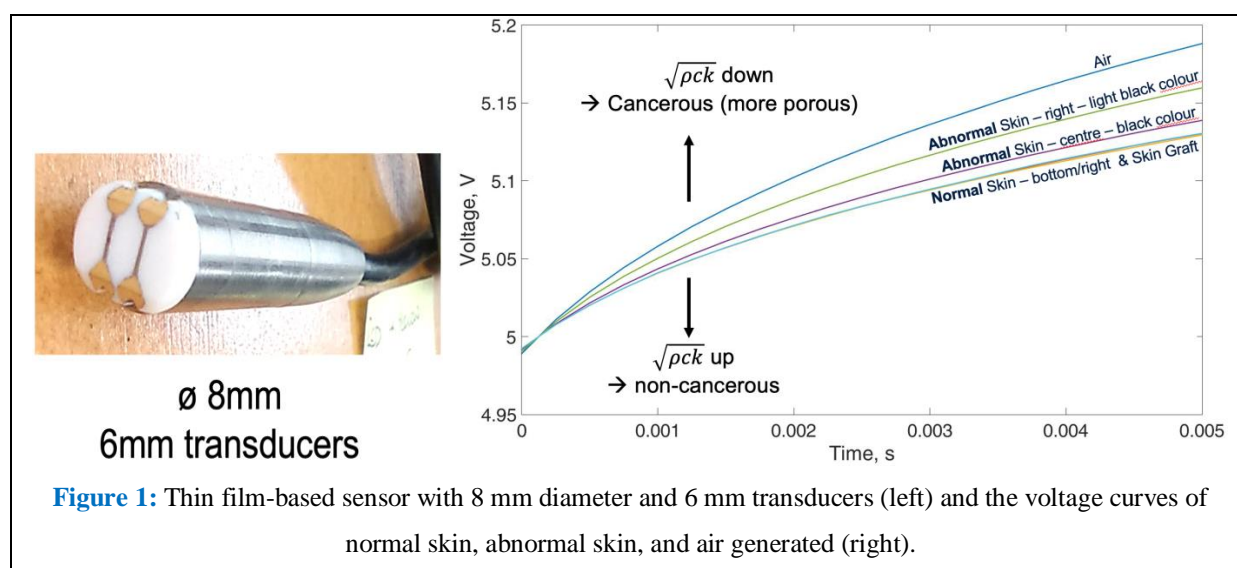 ø 8mm
6mm transducers
5.2
5.15
5.1
5.05
5
4.95
Voltage, V
0
0.001
0.002
0.003
0.004
0.005
Time, s
√ρck down
→ Cancerous (more porous)
√ρck up
→ non-cancerous
Air
Abnormal Skin – right – light black colour
Abnormal Skin – centre – black colour
Normal Skin – bottom/right & Skin Graft
Figure 1: Thin film-based sensor with 8 mm diameter and 6 mm transducers (left) and the voltage curves of
normal skin, abnormal skin, and air generated (right).